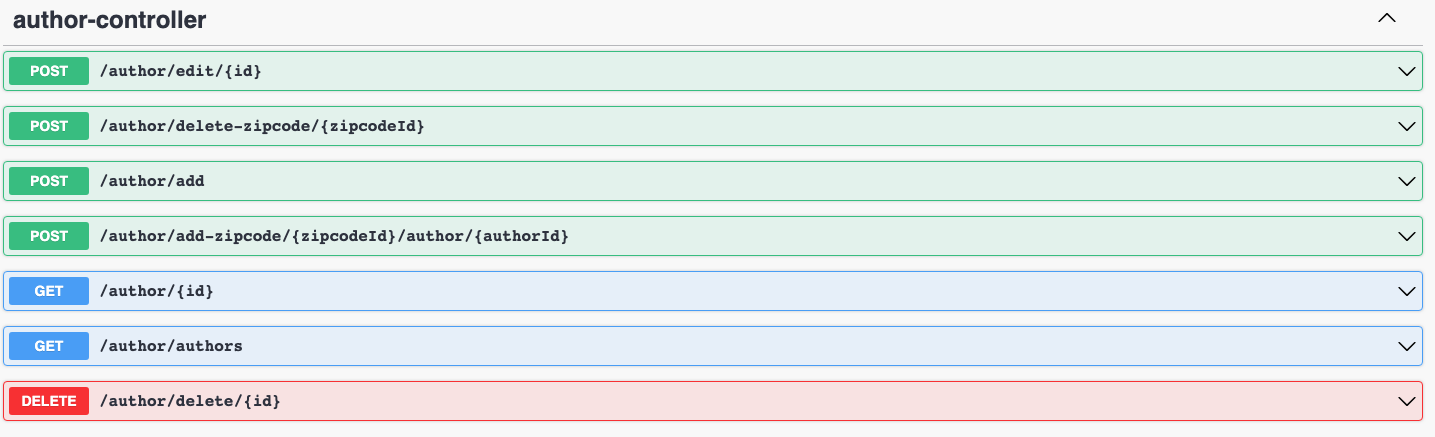 author-controller
POST /author/edit/{id}
POST /author/delete-zipcode/{zipcodeId}
POST /author/add
POST /author/add-zipcode/{zipcodeId}/author/{authorId}
GET /author/{id}
GET /author/authors
DELETE /author/delete/{id}